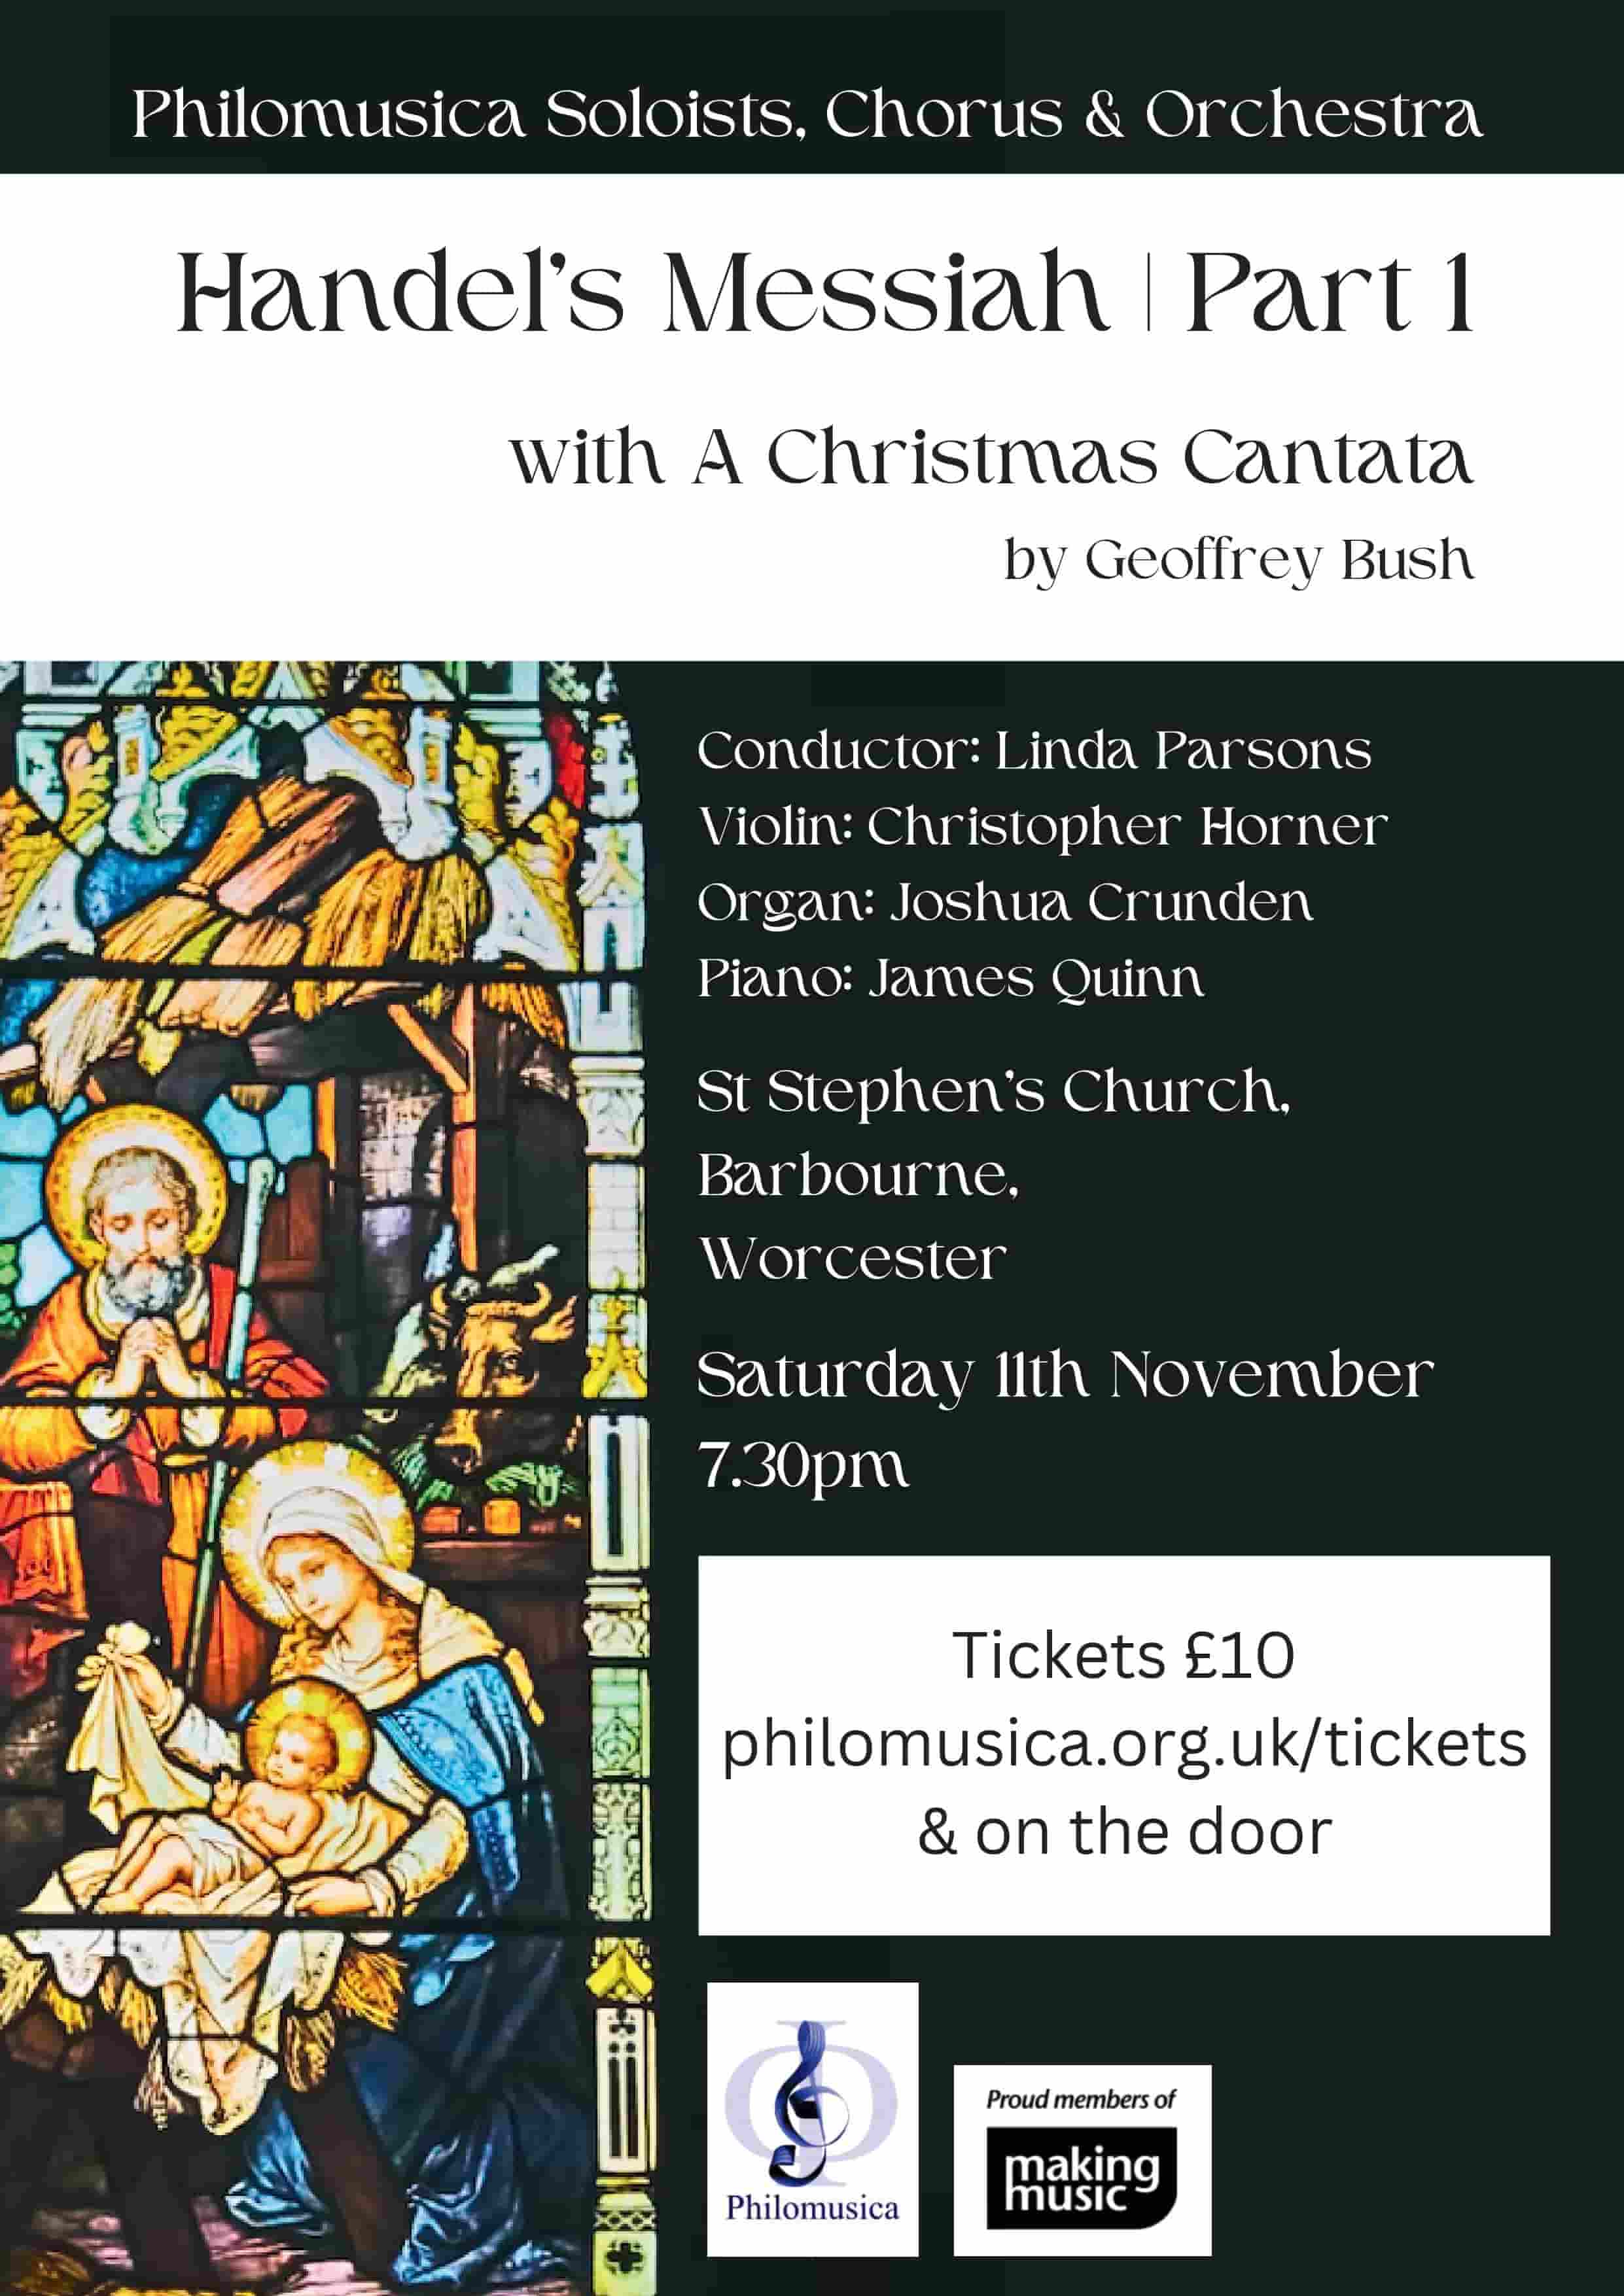 Philomusica Soloists, Chorus & Orchestra
Handel's Messiah | Part 1
with A Christmas Cantata
by Geoffrey Bush
Conductor: Linda Parsons
Violin: Christopher Horner
Organ: Joshua Crunden
Piano: James Quinn
St Stephen's Church,
Barbourne,
Worcester
Saturday 11th November
7.30pm
Tickets £10
philomusica.org.uk/tickets
& on the door
Philomusica
Proud members of
making
music